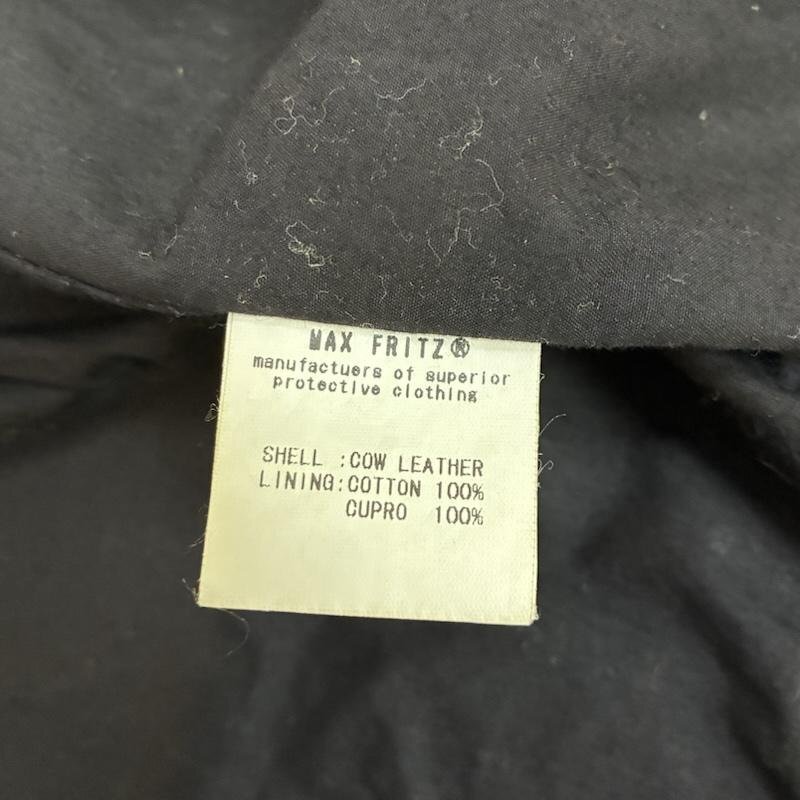 MAX FRITZ®
manufactuers of superior
protective clothing
SHELL :COW LEATHER
LINING:COTTON 100%
CUPRO 100%